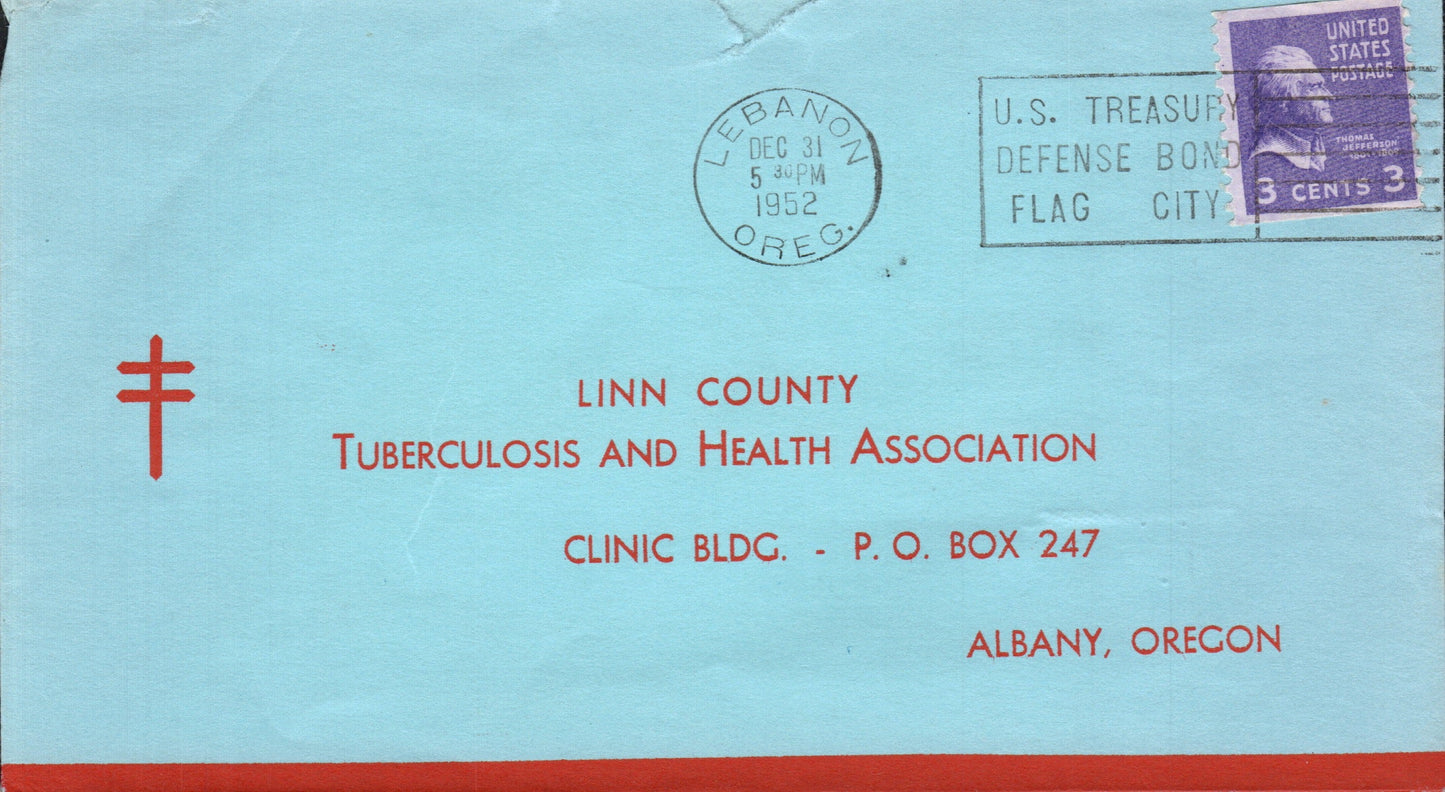 LEBANON
DEC 31
5 30 PM
1952
OREG.
U.S. TREASURY
DEFENSE BOND
FLAG CITY
UNITED
STATES
POSTAGE
THOMAS
JEFFERSON
3 CENTS 3
LINN COUNTY
TUBERCULOSIS AND HEALTH ASSOCIATION
CLINIC BLDG. - P. O. BOX 247
ALBANY, OREGON